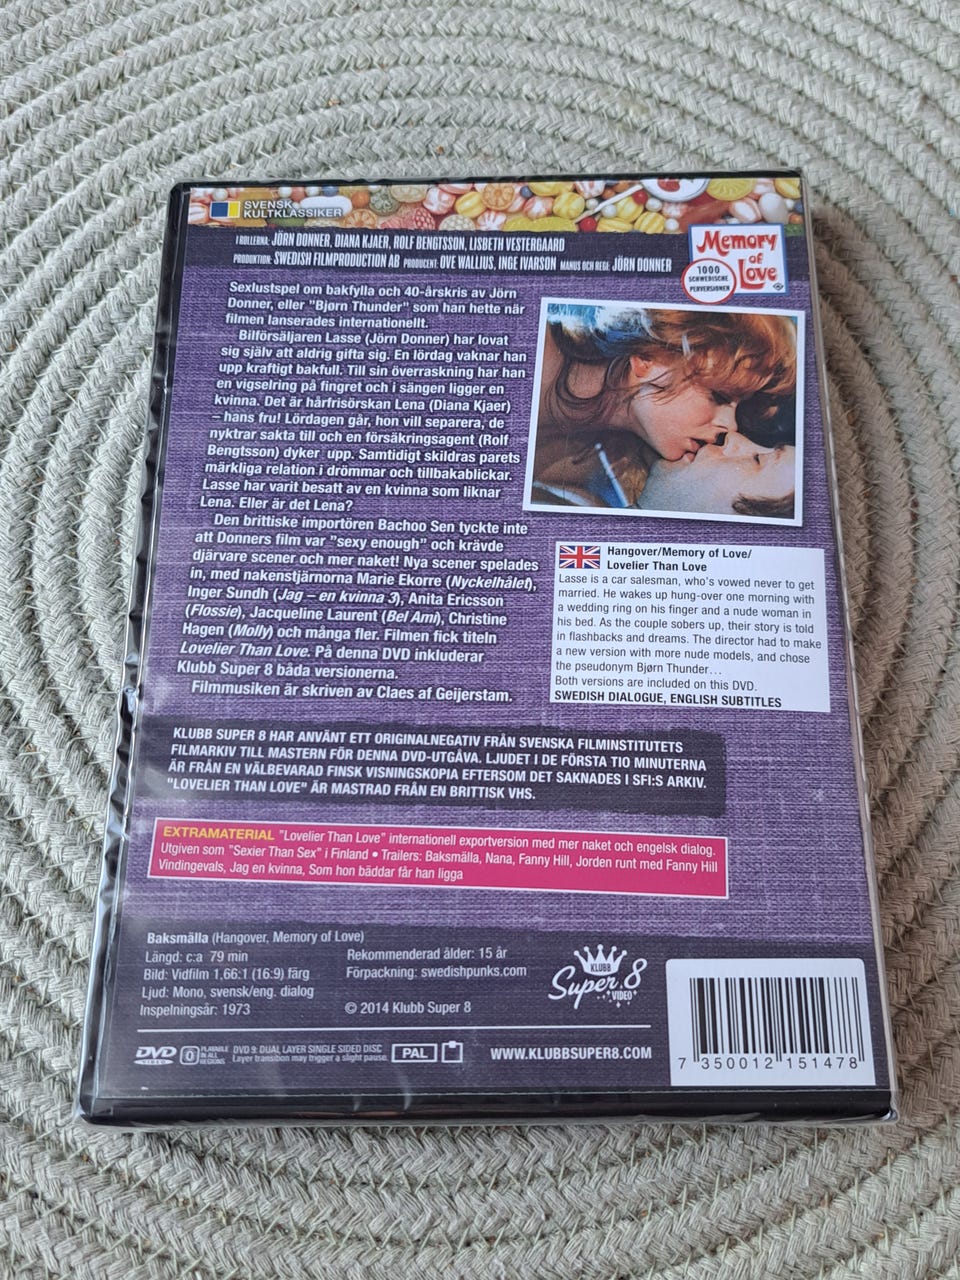 SVENSK
KULTKLASSIKER
I ROLLERNA: JÖRN DONNER, DIANA KJAER, ROLF BENGTSSON, LISBETH VESTERGAARD
PRODUKTION: SWEDISH FILMPRODUCTION AB PRODUCENT: OVE WALLIUS, INGE IVARSON MANUS OCH REGI: JÖRN DONNER
Memory
of
Love
1000
SCHWEDISCHE
PERVERSIONEN
Sexlustspel om bakfylla och 40-årskris av Jörn
Donner, eller "Bjørn Thunder" som han hette när
filmen lanserades internationellt.
Bilförsäljaren Lasse (Jörn Donner) har lovat
sig själv att aldrig gifta sig. En lördag vaknar han
upp kraftigt bakfull. Till sin överraskning har han
en vigselring på fingret och i sängen ligger en
kvinna. Det är hårfrisörskan Lena (Diana Kjaer)
– hans fru! Lördagen går, hon vill separera, de
nyktrar sakta till och en försäkringsagent (Rolf
Bengtsson) dyker upp. Samtidigt skildras parets
märkliga relation i drömmar och tillbakablickar.
Lasse har varit besatt av en kvinna som liknar
Lena. Eller är det Lena?
Den brittiske importören Bachoo Sen tyckte inte
att Donners film var "sexy enough" och krävde
djärvare scener och mer naket! Nya scener spelades
in, med nakenstjärnorna Marie Ekorre (Nyckelhålet),
Inger Sundh (Jag – en kvinna 3), Anita Ericsson
(Flossie), Jacqueline Laurent (Bel Ami), Christine
Hagen (Molly) och många fler. Filmen fick titeln
Lovelier Than Love. På denna DVD inkluderar
Klubb Super 8 båda versionerna.
Filmmusiken är skriven av Claes af Geijerstam.
Hangover/Memory of Love/
Lovelier Than Love
Lasse is a car salesman, who's vowed never to get
married. He wakes up hung-over one morning with
a wedding ring on his finger and a nude woman in
his bed. As the couple sobers up, their story is told
in flashbacks and dreams. The director had to make
a new version with more nude models, and chose
the pseudonym Bjørn Thunder…
Both versions are included on this DVD.
SWEDISH DIALOGUE, ENGLISH SUBTITLES
KLUBB SUPER 8 HAR ANVÄNT ETT ORIGINALNEGATIV FRÅN SVENSKA FILMINSTITUTETS
FILMARKIV TILL MASTERN FÖR DENNA DVD-UTGÅVA. LJUDET I DE FÖRSTA TIO MINUTERNA
ÄR FRÅN EN VÄLBEVARAD FINSK VISNINGSKOPIA EFTERSOM DET SAKNADES I SFI:S ARKIV.
"LOVELIER THAN LOVE" ÄR MASTRAD FRÅN EN BRITTISK VHS.
EXTRAMATERIAL "Lovelier Than Love" internationell exportversion med mer naket och engelsk dialog.
Utgiven som "Sexier Than Sex" i Finland • Trailers: Baksmälla, Nana, Fanny Hill, Jorden runt med Fanny Hill
Vindingevals, Jag en kvinna, Som hon bäddar får han ligga
Baksmälla (Hangover, Memory of Love)
Längd: c:a 79 min
Bild: Vidfilm 1,66:1 (16:9) färg
Ljud: Mono, svensk/eng. dialog
Inspelningsår: 1973
Rekommenderad ålder: 15 år
Förpackning: swedishpunks.com
© 2014 Klubb Super 8
KLUBB
Super 8
VIDEO
DVD
VIDEO
0
PLAYABLE
IN ALL
REGIONS
DVD 9: DUAL LAYER SINGLE SIDED DISC
Layer transition may trigger a slight pause.
PAL
WWW.KLUBBSUPER8.COM
7 350012 151478